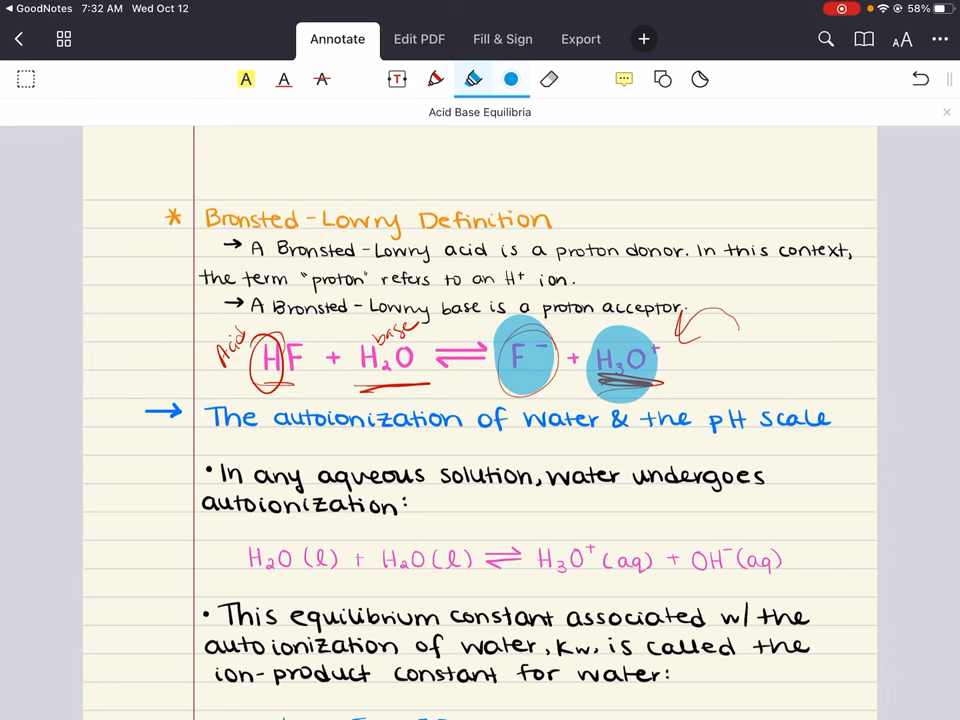 GoodNotes 7:32 AM Wed Oct 12 58%
Annotate Edit PDF Fill & Sign Export
AA
A A A T
Acid Base Equilibria
* Bronsted-Lowry Definition
→ A Bronsted-Lowry acid is a proton donor. In this context,
the term "proton" refers to an H⁺ ion.
→ A Bronsted-Lowry base is a proton acceptor.
Acid base
HF + H₂O ⇌ F⁻ + H₃O⁺
→ The autoionization of water & the pH scale
• In any aqueous solution, water undergoes
autoionization:
H₂O (l) + H₂O (l) ⇌ H₃O⁺ (aq) + OH⁻ (aq)
• This equilibrium constant associated w/ the
autoionization of water, Kw, is called the
ion-product constant for water: